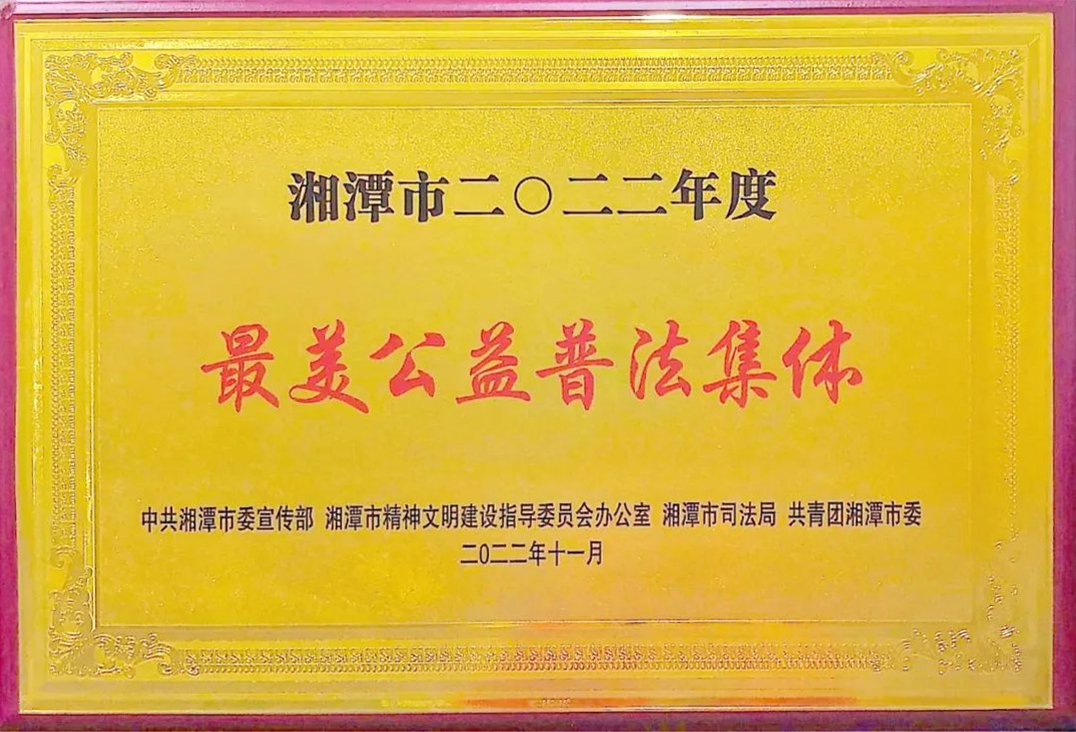 湘潭市二〇二二年度
最美公益普法集体
中共湘潭市委宣传部 湘潭市精神文明建设指导委员会办公室 湘潭市司法局 共青团湘潭市委
二〇二二年十一月